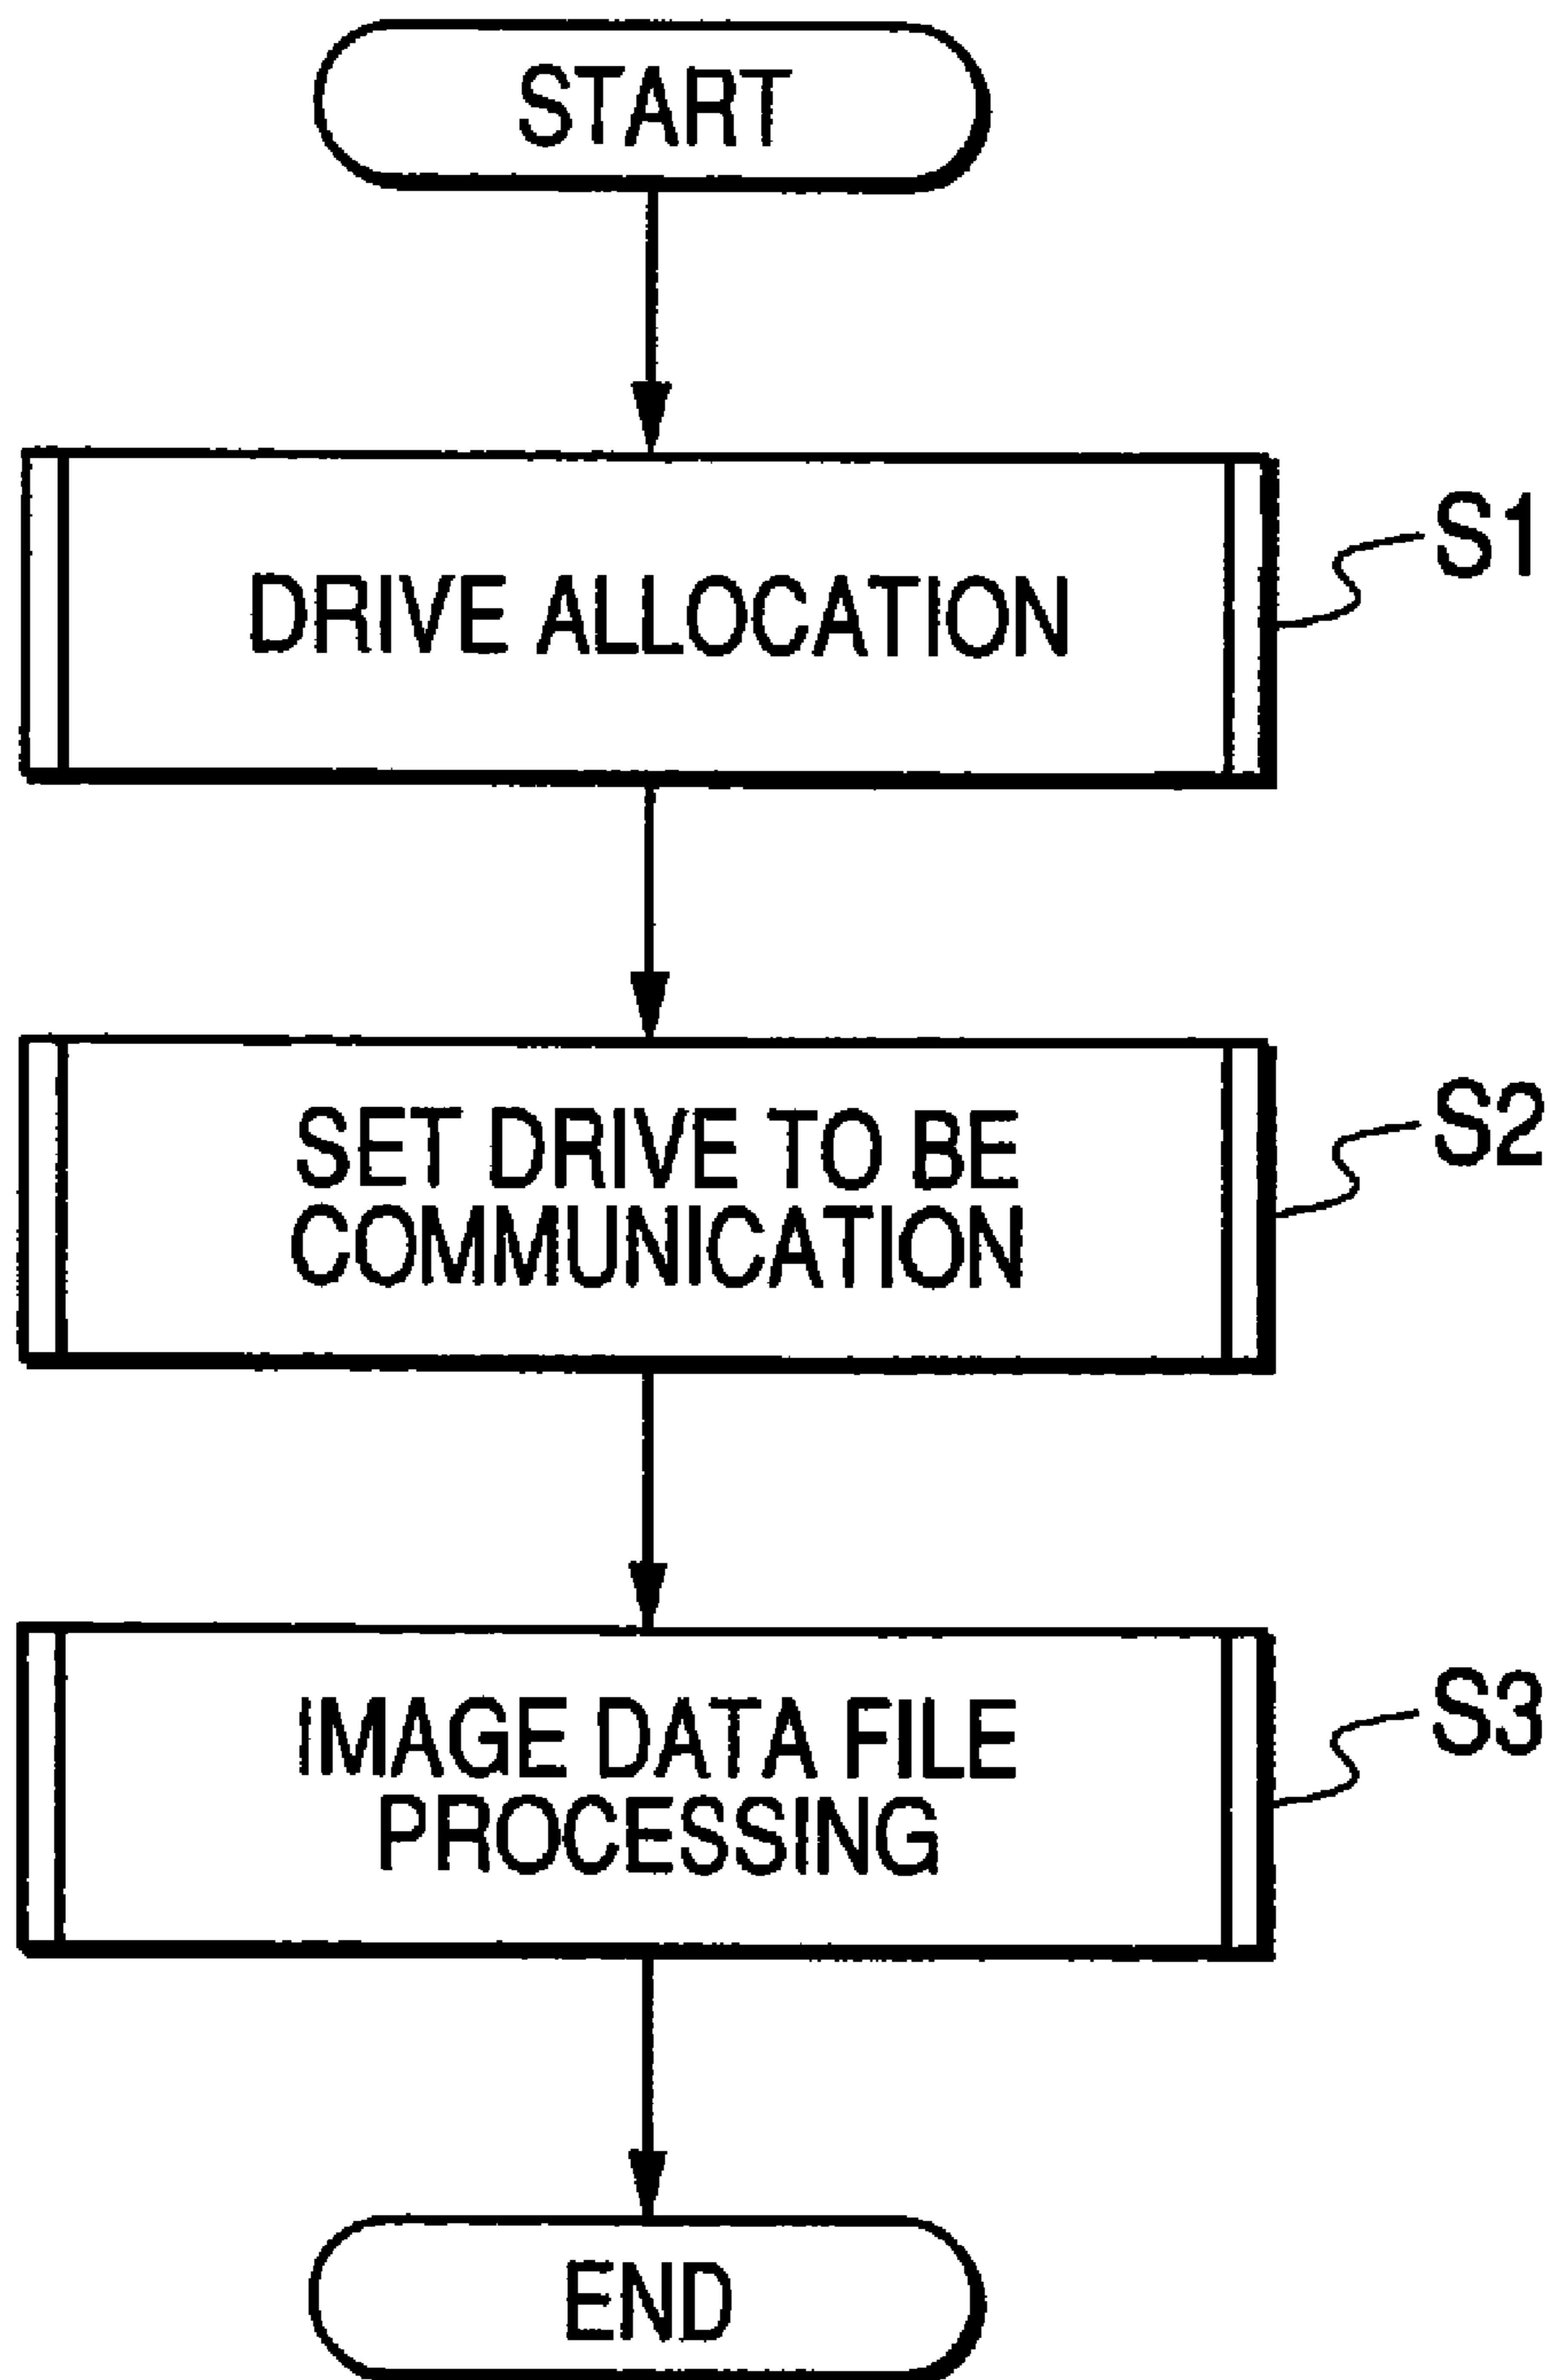 START
DRIVE ALLOCATION
S1
SET DRIVE TO BE
COMMUNICATION
S2
IMAGE DATA FILE
PROCESSING
S3
END